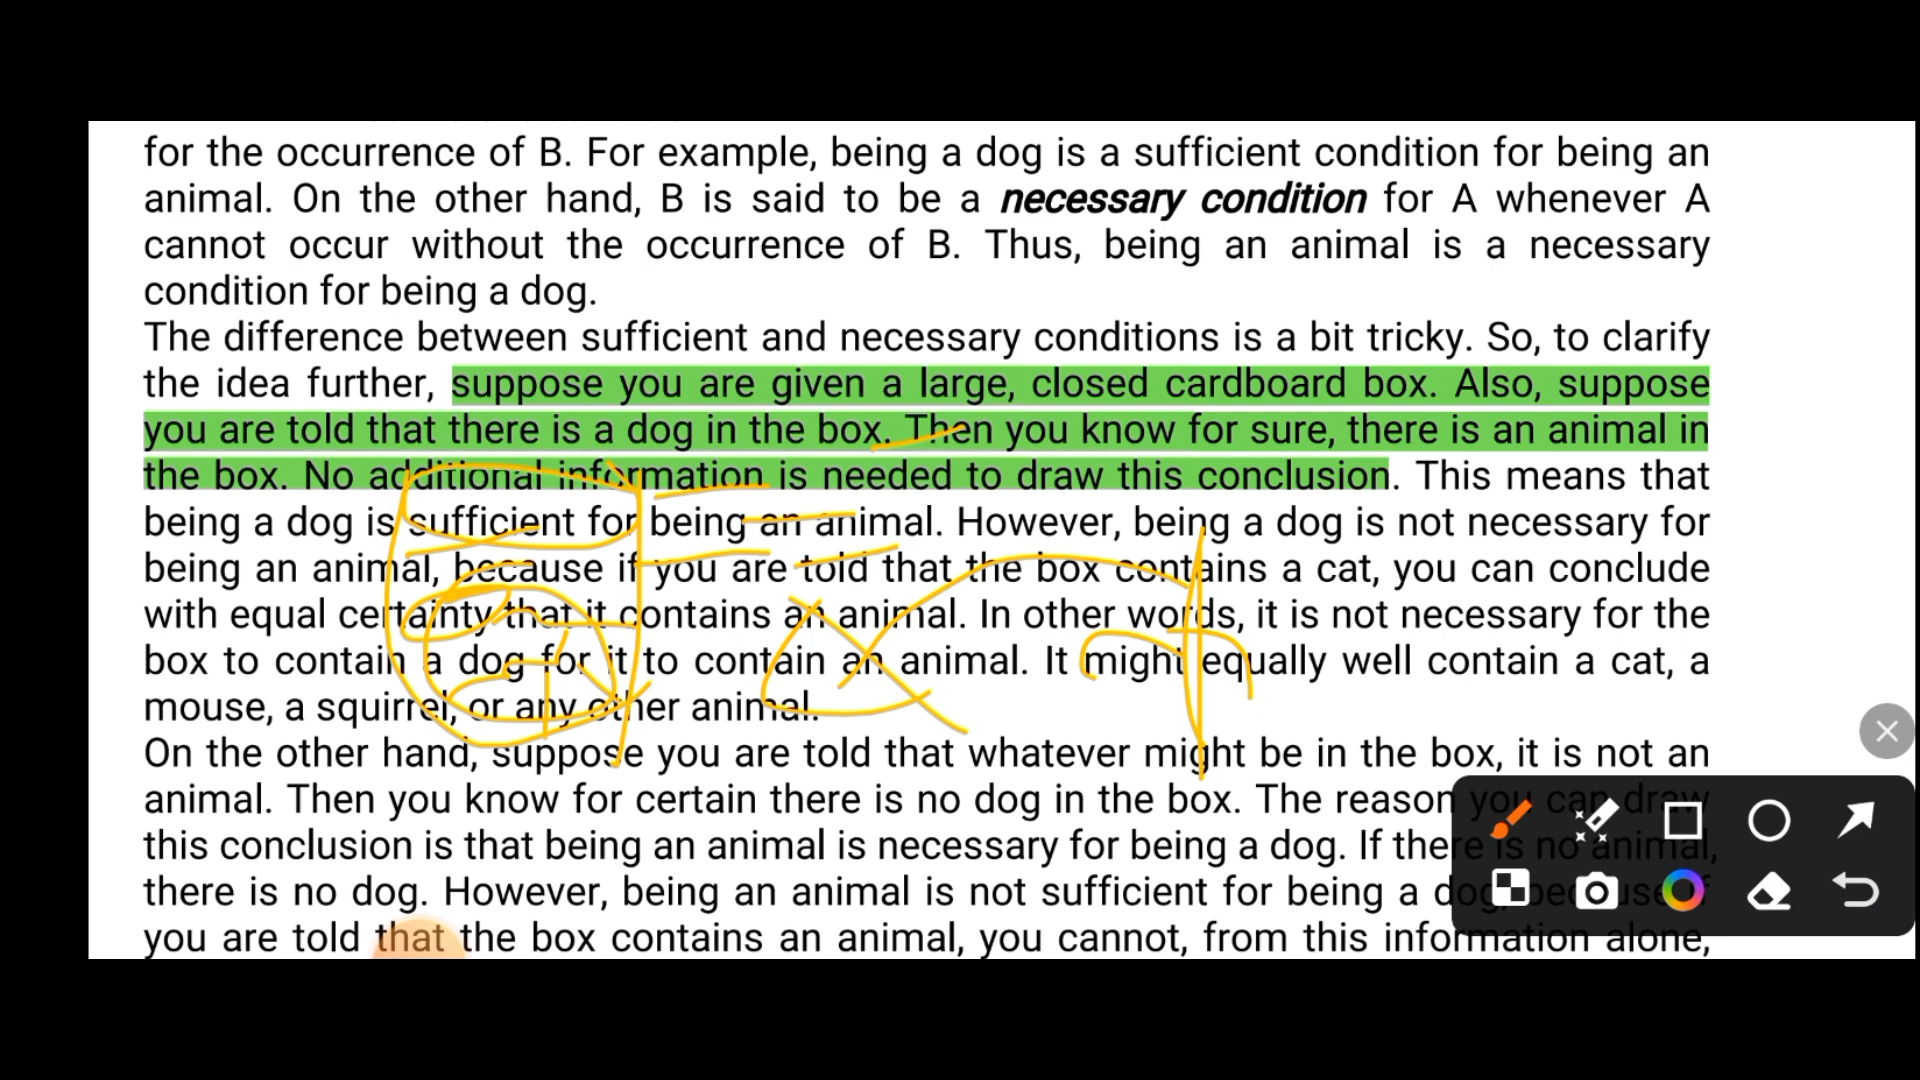 for the occurrence of B. For example, being a dog is a sufficient condition for being an
animal. On the other hand, B is said to be a necessary condition for A whenever A
cannot occur without the occurrence of B. Thus, being an animal is a necessary
condition for being a dog.
The difference between sufficient and necessary conditions is a bit tricky. So, to clarify
the idea further, suppose you are given a large, closed cardboard box. Also, suppose
you are told that there is a dog in the box. Then you know for sure, there is an animal in
the box. No additional information is needed to draw this conclusion. This means that
being a dog is sufficient for being an animal. However, being a dog is not necessary for
being an animal, because if you are told that the box contains a cat, you can conclude
with equal certainty that it contains an animal. In other words, it is not necessary for the
box to contain a dog for it to contain an animal. It might equally well contain a cat, a
mouse, a squirrel, or any other animal.
On the other hand, suppose you are told that whatever might be in the box, it is not an
animal. Then you know for certain there is no dog in the box. The reason you can draw
this conclusion is that being an animal is necessary for being a dog. If there is no animal,
there is no dog. However, being an animal is not sufficient for being a dog, because if
you are told that the box contains an animal, you cannot, from this information alone,